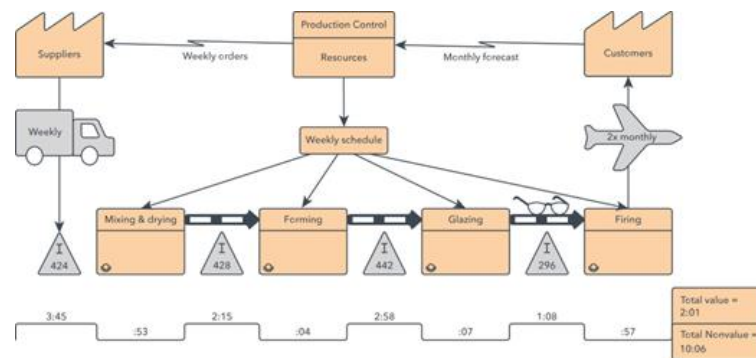 Production Control
Suppliers
Weekly orders
Resources
Monthly forecast
Customers
Weekly
Weekly schedule
2x monthly
Mixing & drying
Forming
Glazing
Firing
I
424
I
428
I
442
I
296
3:45
:53
2:15
:04
2:58
:07
1:08
:57
Total value =
2:01
Total Nonvalue =
10:06